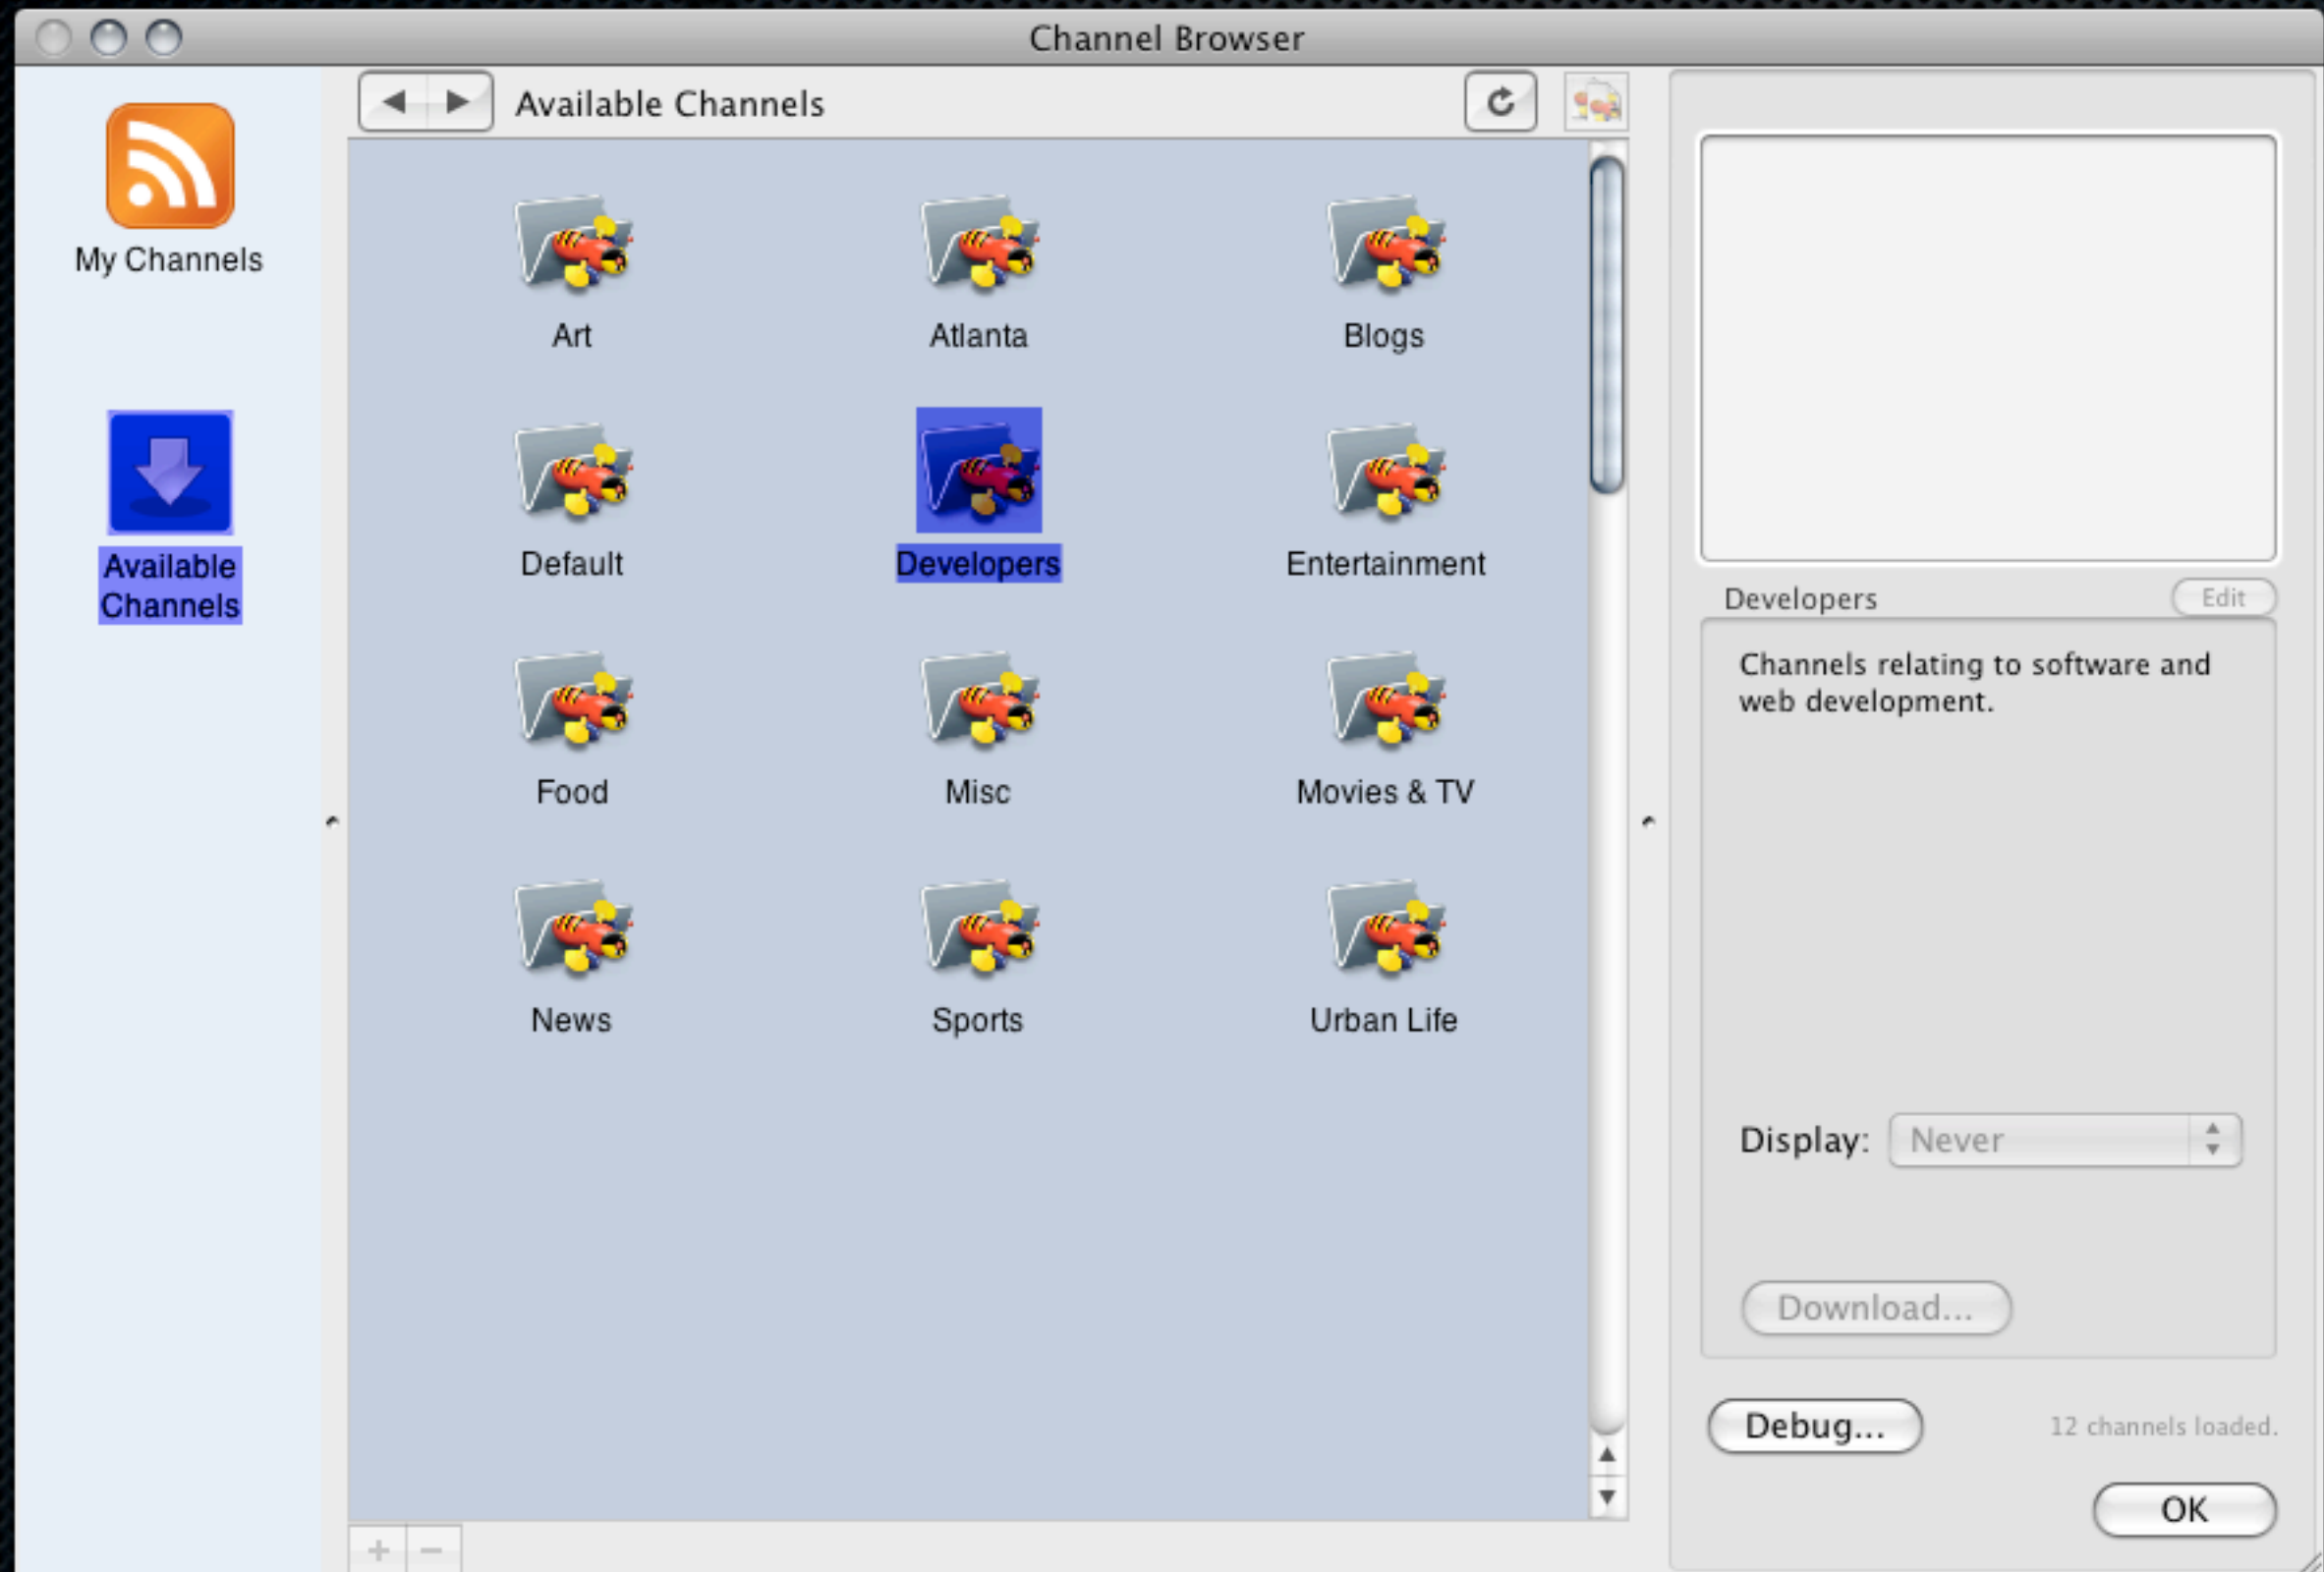 Channel Browser
My Channels
Available
Channels
Available Channels
Art
Atlanta
Blogs
Default
Developers
Entertainment
Food
Misc
Movies & TV
News
Sports
Urban Life
Developers
Edit
Channels relating to software and
web development.
Display:
Never
Download...
Debug...
12 channels loaded.
OK